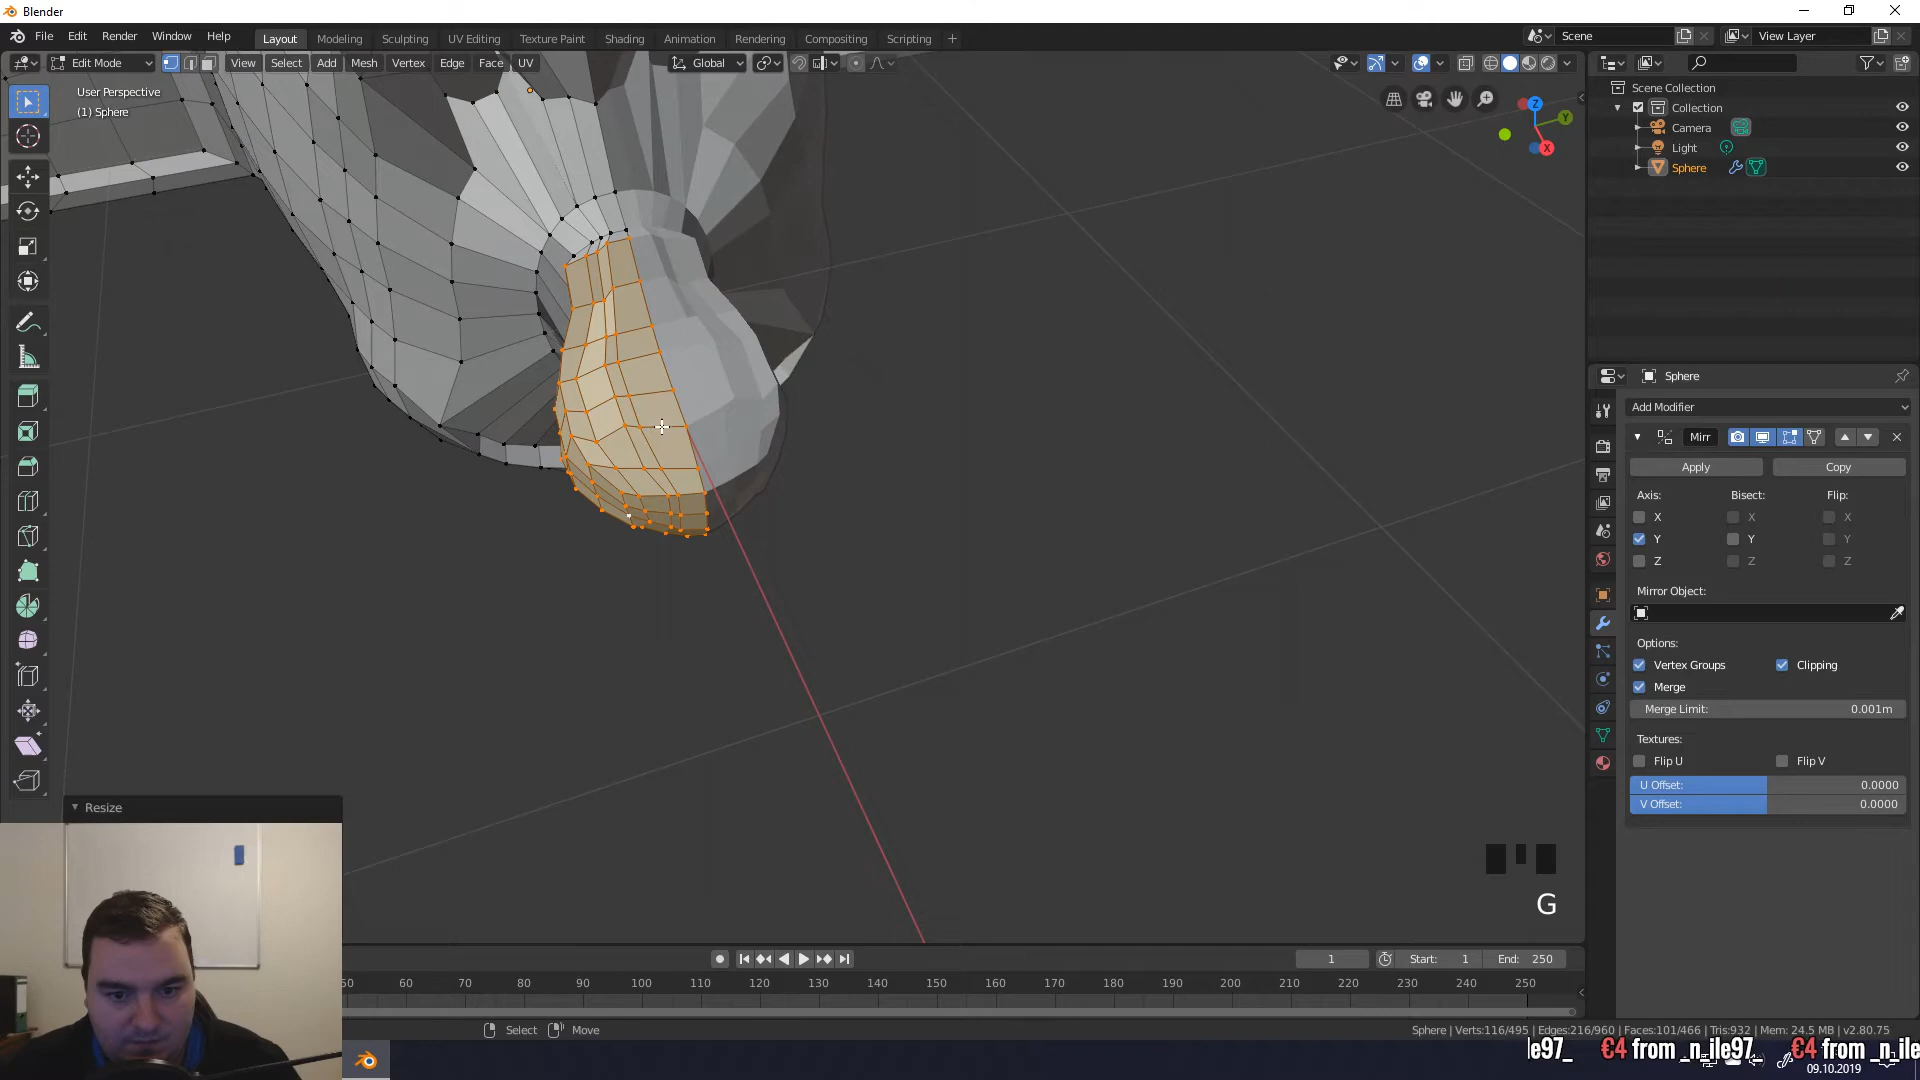 Blender
File Edit Render Window Help
Layout Modeling Sculpting UV Editing Texture Paint Shading Animation Rendering Compositing Scripting
Scene
View Layer
Edit Mode
View Select Add Mesh Vertex Edge Face UV
Global
User Perspective
(1) Sphere
Z
Y
X
Scene Collection
Collection
Camera
Light
Sphere
Sphere
Add Modifier
Mirr
Apply Copy
Axis: Bisect: Flip:
X X X
Y Y Y
Z Z Z
Mirror Object:
Options:
Vertex Groups Clipping
Merge
Merge Limit: 0.001m
Textures:
Flip U Flip V
U Offset: 0.0000
V Offset: 0.0000
Resize
G
1 Start: 1 End: 250
50 60 70 80 90 100 110 120 130 140 150 160 170 180 190 200 210 220 230 240 250
Select Move
Sphere | Verts:116/495 | Edges:216/960 | Faces:101/466 | Tris:932 | Mem: 24.5 MB | v2.80.75
le97_ €4 from _n_ile97_ €4 from _n_ile
09.10.2019